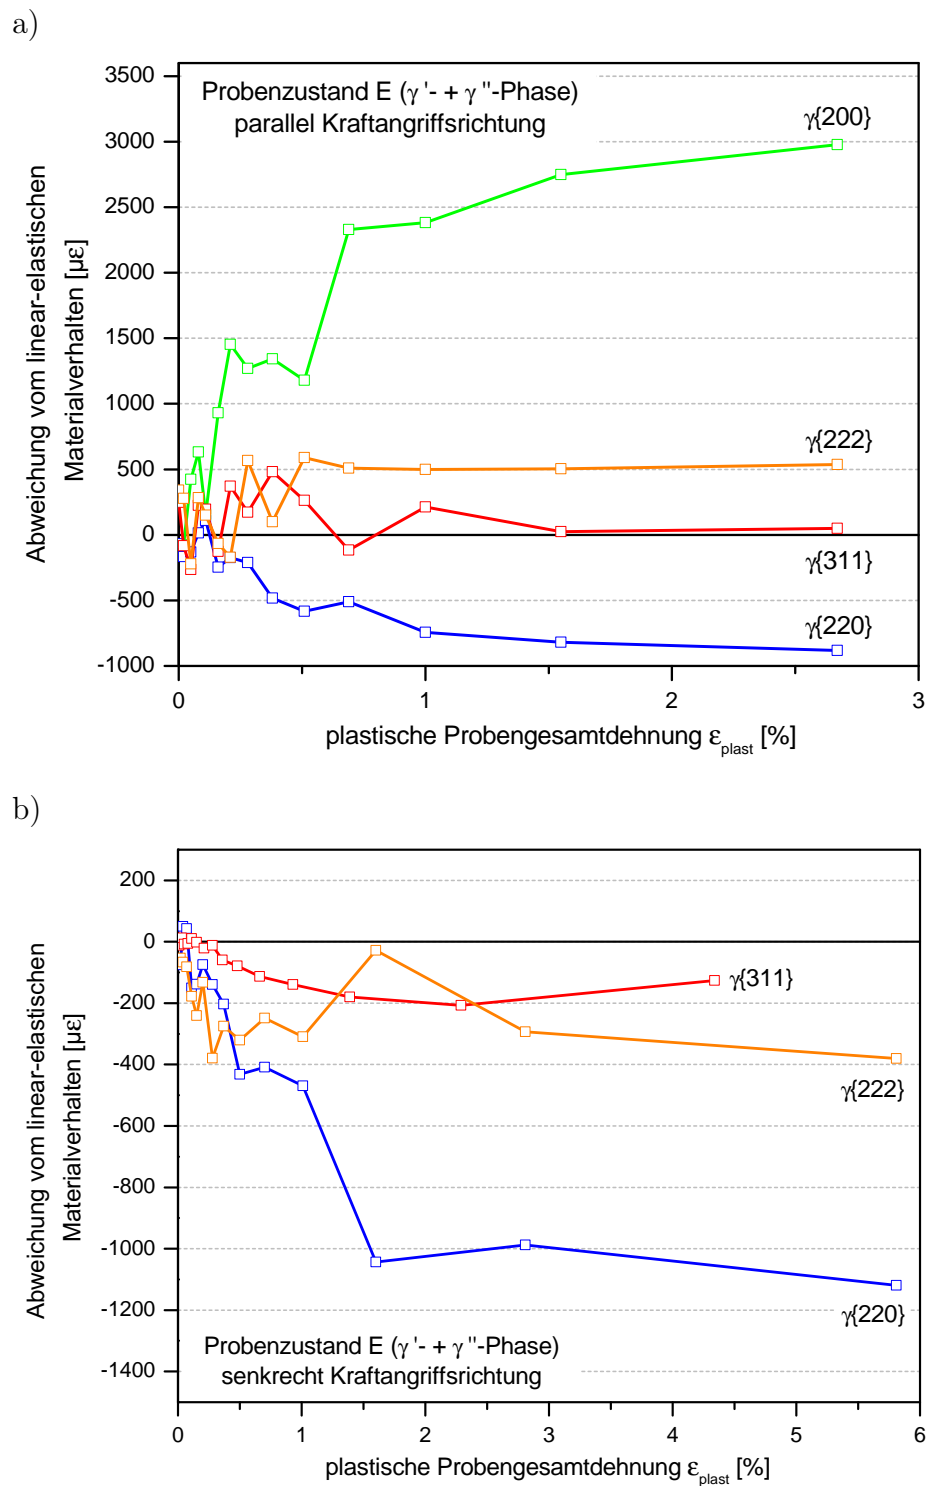 a)
3500
3000
2500
2000
1500
1000
500
0
-500
-1000
Abweichung vom linear-elastischen
Materialverhalten [µε]
Probenzustand E (γ'- + γ''-Phase)
parallel Kraftangriffsrichtung
γ{200}
γ{222}
γ{311}
γ{220}
0 1 2 3
plastische Probengesamtdehnung εplast [%]
b)
200
0
-200
-400
-600
-800
-1000
-1200
-1400
Abweichung vom linear-elastischen
Materialverhalten [µε]
γ{311}
γ{222}
γ{220}
Probenzustand E (γ'- + γ''-Phase)
senkrecht Kraftangriffsrichtung
0 1 2 3 4 5 6
plastische Probengesamtdehnung εplast [%]